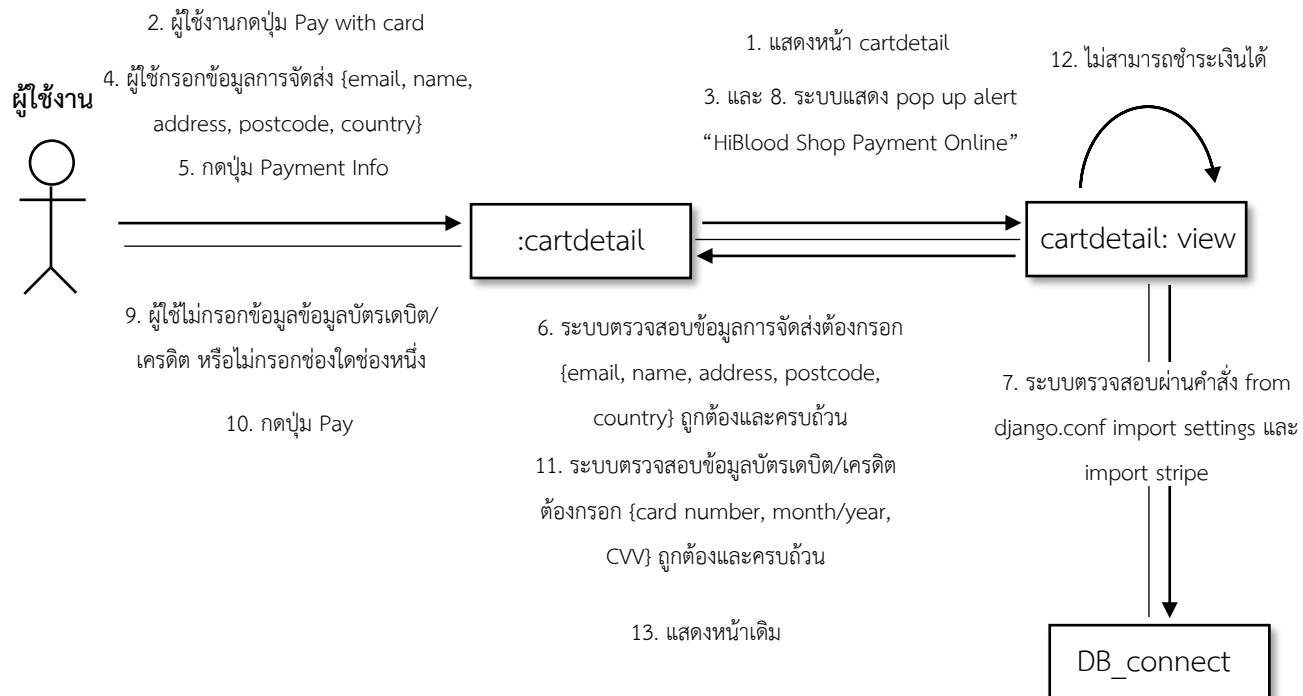 2. ผู้ใช้งานกดปุ่ม Pay with card
4. ผู้ใช้กรอกข้อมูลการจัดส่ง {email, name,
address, postcode, country}
5. กดปุ่ม Payment Info
ผู้ใช้งาน
1. แสดงหน้า cartdetail
3. และ 8. ระบบแสดง pop up alert
“HiBlood Shop Payment Online”
12. ไม่สามารถชำระเงินได้
:cartdetail
cartdetail: view
9. ผู้ใช้ไม่กรอกข้อมูลข้อมูลบัตรเดบิต/
เครดิต หรือไม่กรอกช่องใดช่องหนึ่ง
10. กดปุ่ม Pay
6. ระบบตรวจสอบข้อมูลการจัดส่งต้องกรอก
{email, name, address, postcode,
country} ถูกต้องและครบถ้วน
11. ระบบตรวจสอบข้อมูลบัตรเดบิต/เครดิต
ต้องกรอก {card number, month/year,
CVV} ถูกต้องและครบถ้วน
13. แสดงหน้าเดิม
7. ระบบตรวจสอบผ่านคำสั่ง from
django.conf import settings และ
import stripe
DB_connect